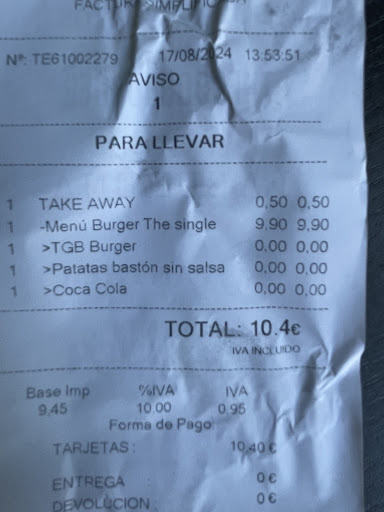 FACTURA SIMPLIFICADA
Nº: TE61002279 17/08/2024 13:53:51
AVISO
1
PARA LLEVAR
1 TAKE AWAY 0,50 0,50
1 -Menú Burger The single 9,90 9,90
1 >TGB Burger 0,00 0,00
1 >Patatas bastón sin salsa 0,00 0,00
1 >Coca Cola 0,00 0,00
TOTAL: 10.4€
IVA INCLUIDO
Base Imp %IVA IVA
9,45 10.00 0,95
Forma de Pago:
TARJETAS : 10,40 €
ENTREGA : 0 €
DEVOLUCION : 0 €